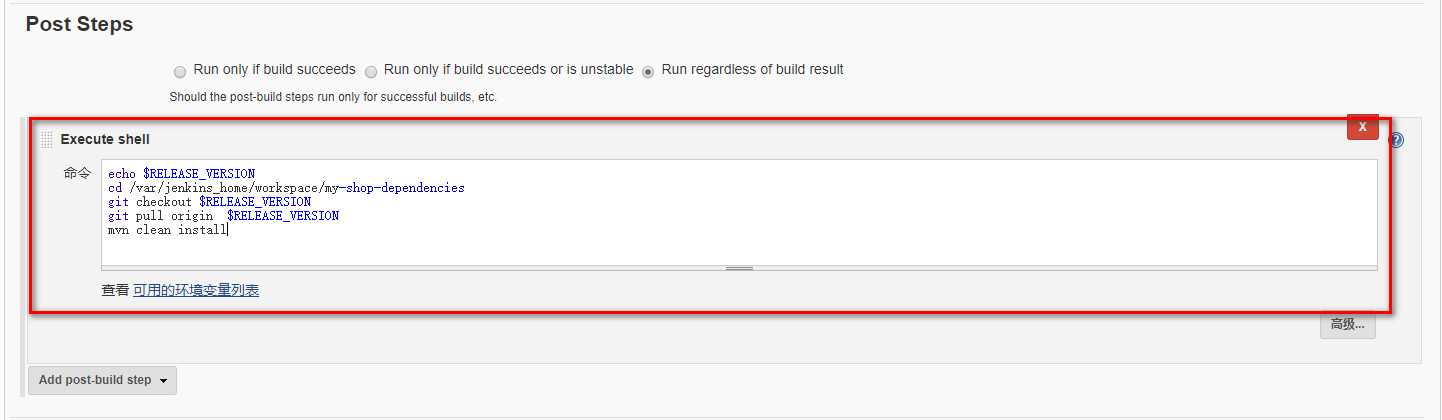 Post Steps
Run only if build succeeds Run only if build succeeds or is unstable Run regardless of build result
Should the post-build steps run only for successful builds, etc.
X
Execute shell
?
命令
echo $RELEASE_VERSION
cd /var/jenkins_home/workspace/my-shop-dependencies
git checkout $RELEASE_VERSION
git pull origin  $RELEASE_VERSION
mvn clean install
查看 可用的环境变量列表
高级...
Add post-build step